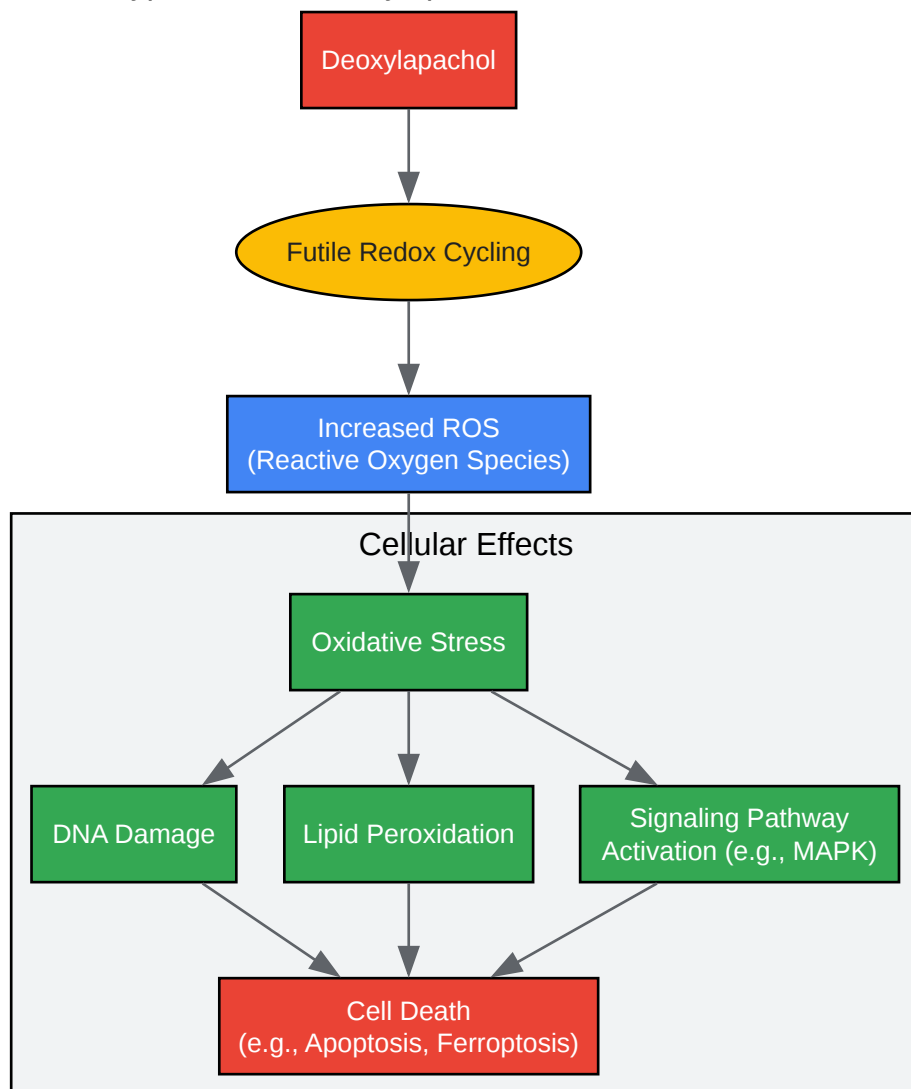 Deoxylapachol
Futile Redox Cycling
Increased ROS
(Reactive Oxygen Species)
Cellular Effects
Oxidative Stress
DNA Damage
Lipid Peroxidation
Signaling Pathway
Activation (e.g., MAPK)
Cell Death
(e.g., Apoptosis, Ferroptosis)